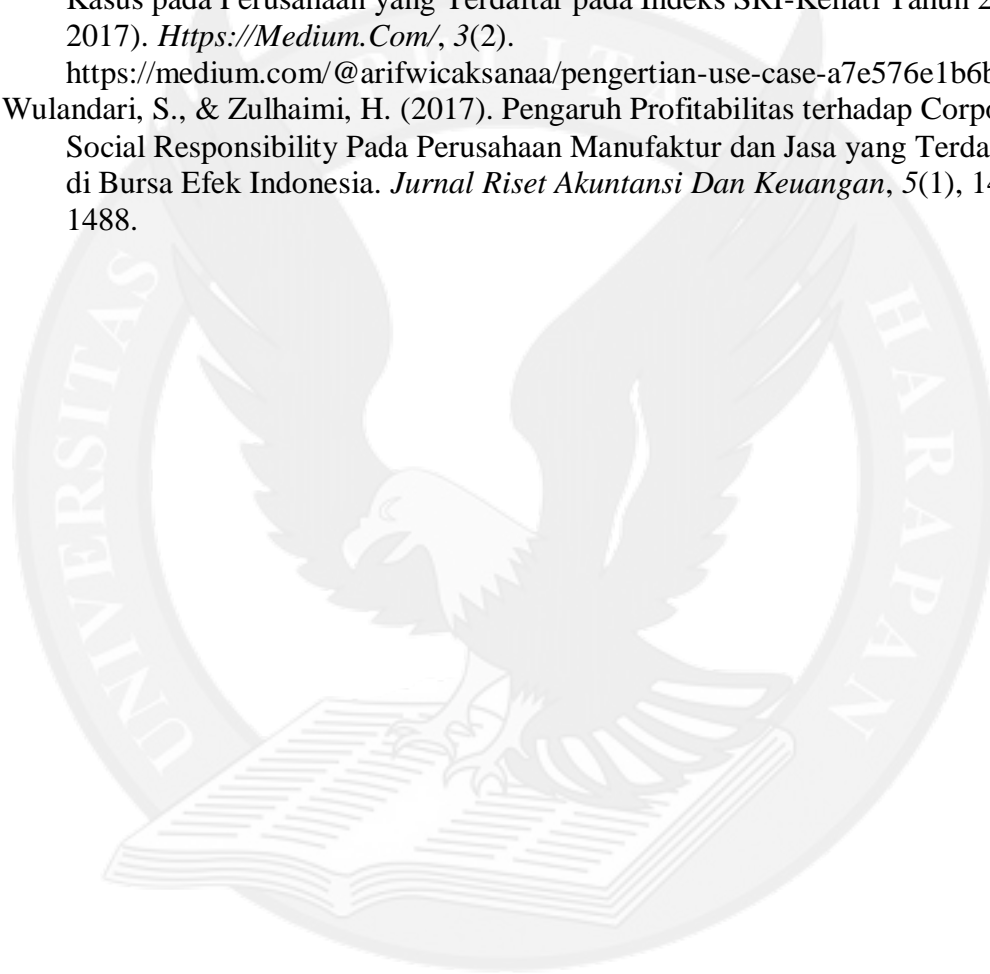 Kasus pada Perusahaan yang Terdaftar pada Indeks SRI-Kehati Tahun 2
2017). Https://Medium.Com/, 3(2).
https://medium.com/@arifwicaksanaa/pengertian-use-case-a7e576e1b6b
Wulandari, S., & Zulhaimi, H. (2017). Pengaruh Profitabilitas terhadap Corpo
Social Responsibility Pada Perusahaan Manufaktur dan Jasa yang Terda
di Bursa Efek Indonesia. Jurnal Riset Akuntansi Dan Keuangan, 5(1), 14
1488.
UNIVERSITAS
HARAPAN